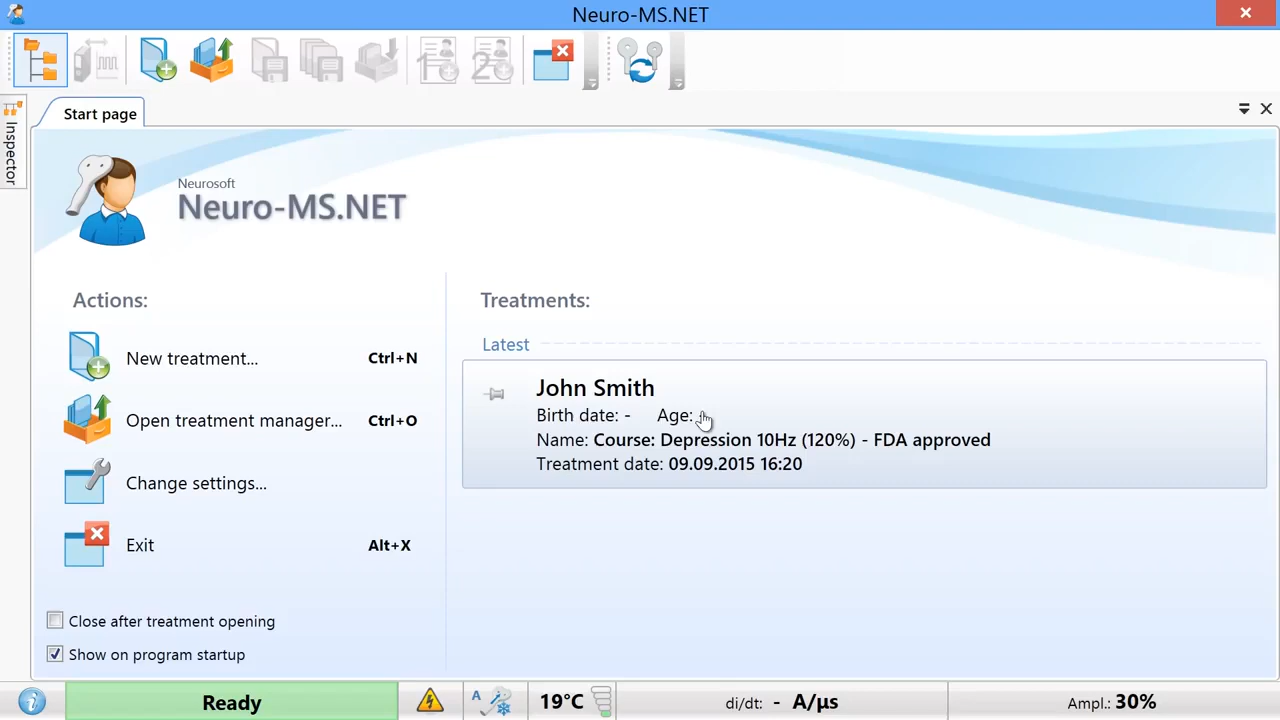 Neuro-MS.NET
1 2
Inspector
Start page
Neurosoft
Neuro-MS.NET
Actions:
New treatment... Ctrl+N
Open treatment manager... Ctrl+O
Change settings...
Exit Alt+X
Close after treatment opening
Show on program startup
Treatments:
Latest
John Smith
Birth date: - Age:
Name: Course: Depression 10Hz (120%) - FDA approved
Treatment date: 09.09.2015 16:20
Ready A 19°C di/dt: - A/µs Ampl.: 30%